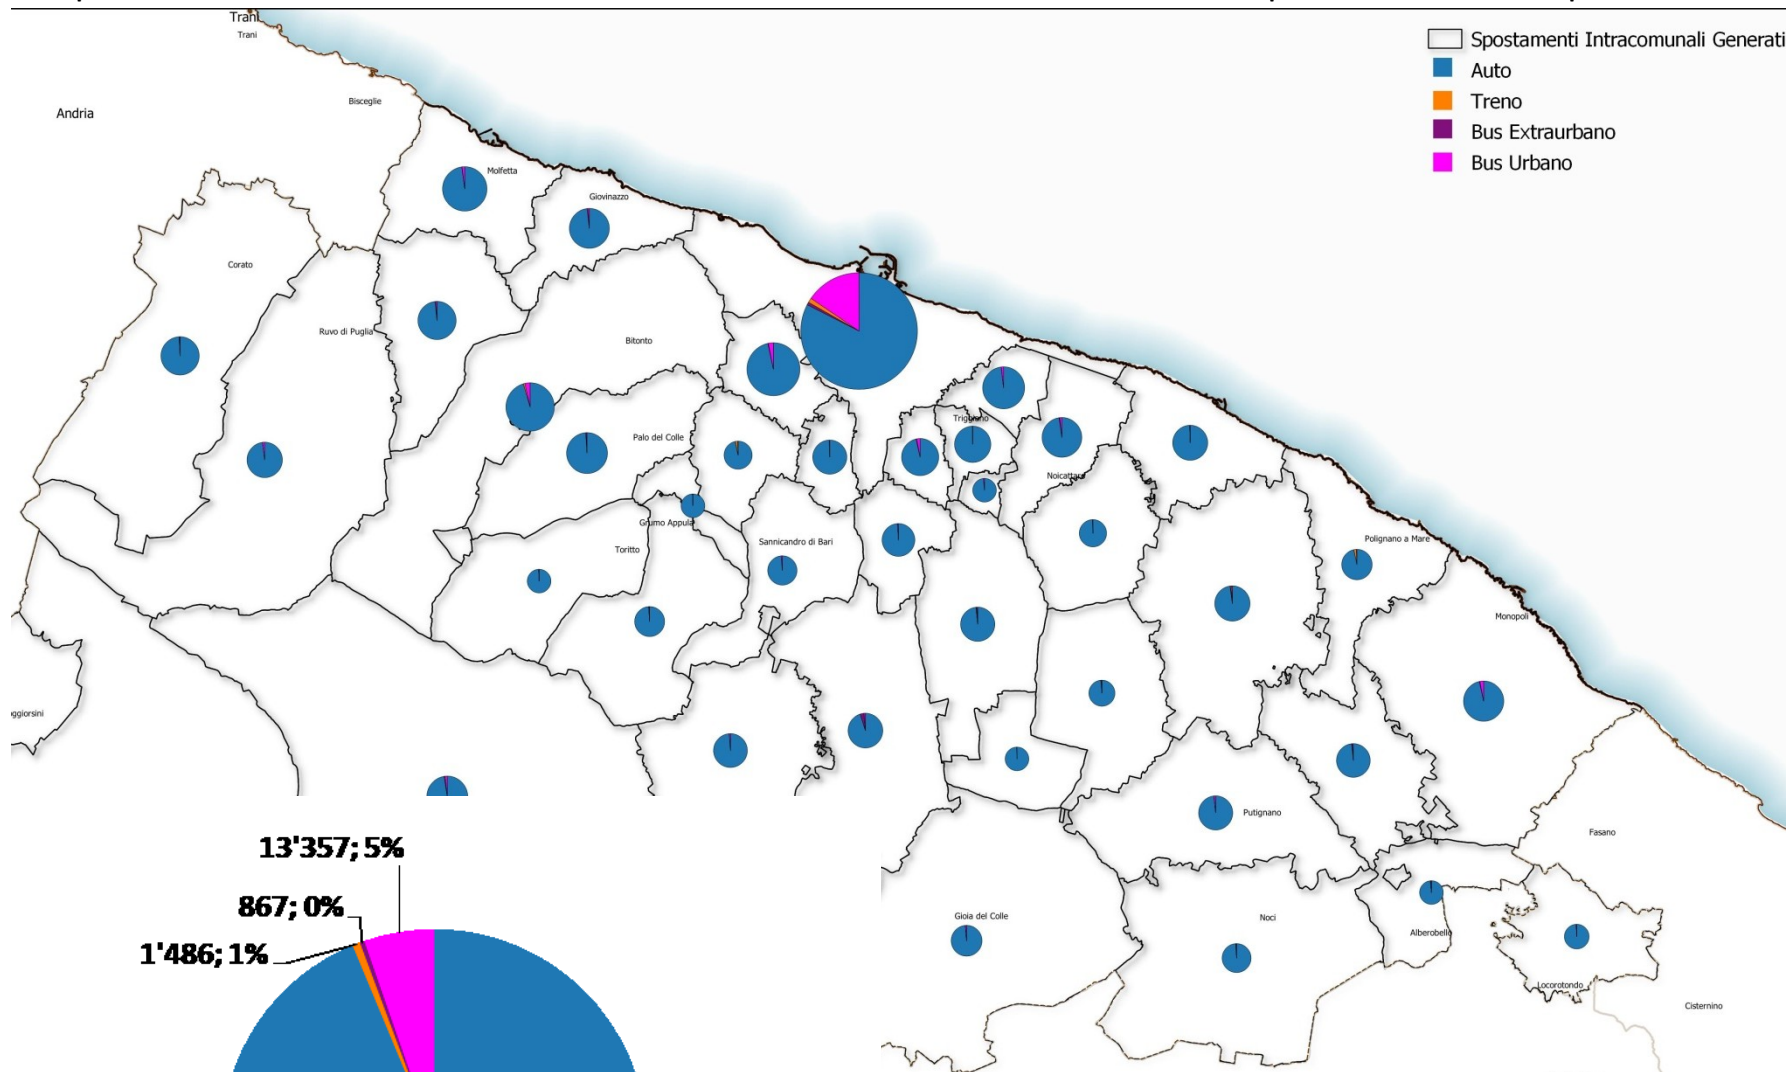 Trani
Trani
Spostamenti Intracomunali Generati
Auto
Treno
Bus Extraurbano
Bus Urbano
Bisceglie
Andria
Molfetta
Giovinazzo
Corato
Ruvo di Puglia
Bitonto
Triggiano
Palo del Colle
Noicattaro
Grumo Appula
Toritto
Sannicandro di Bari
Polignano a Mare
Monopoli
oggiorsini
Putignano
Fasano
13'357; 5%
867; 0%
1'486; 1%
Gioia del Colle
Noci
Alberobello
Locorotondo
Cisternino